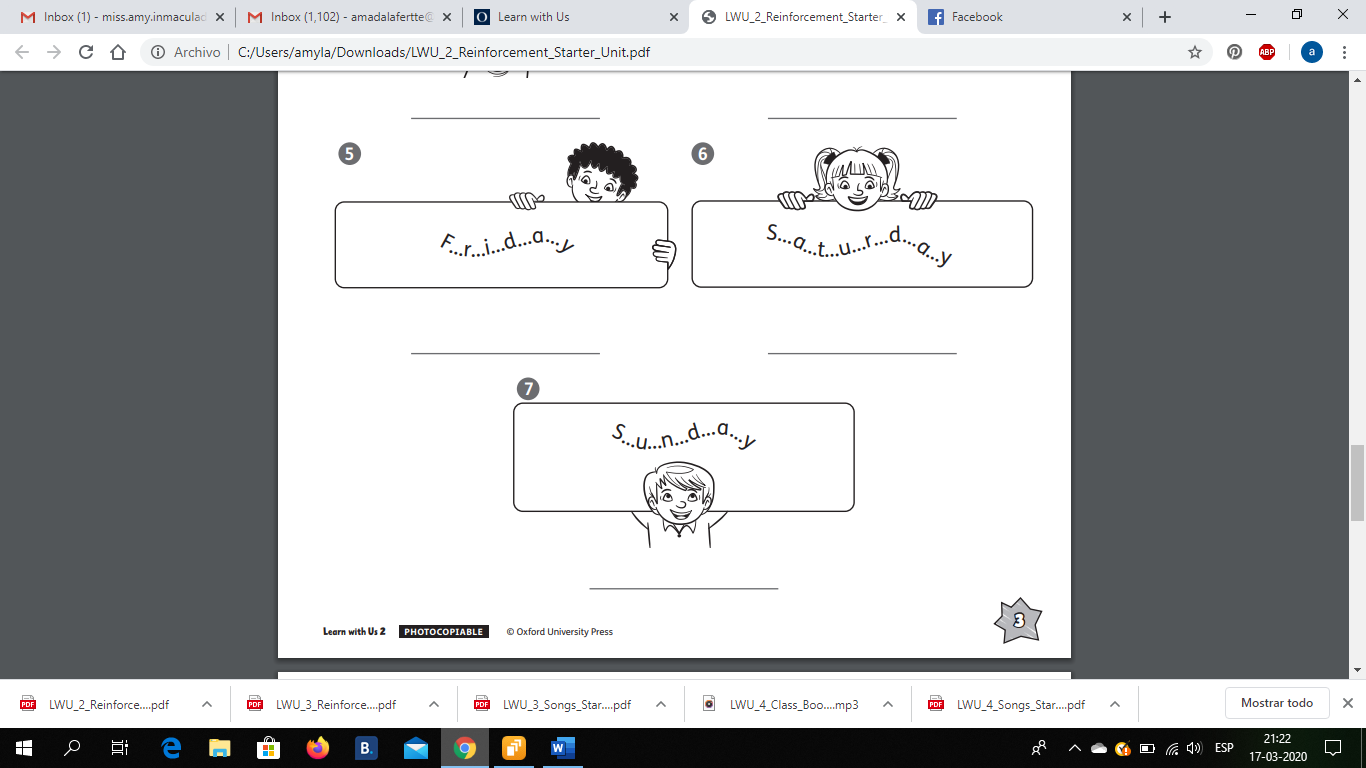 Inbox (1) - miss.amy.inmaculad
Inbox (1,102) - amadalafertte@
Learn with Us
LWU_2_Reinforcement_Starter_
Facebook
Archivo
C:/Users/amyla/Downloads/LWU_2_Reinforcement_Starter_Unit.pdf
ABP
a
5
6
F...r...i...d...a...y
S...a...t...u...r...d...a...y
7
S...u...n...d...a...y
Learn with Us 2 PHOTOCOPIABLE © Oxford University Press
3
LWU_2_Reinforce....pdf
LWU_3_Reinforce....pdf
LWU_3_Songs_Star....pdf
LWU_4_Class_Boo....mp3
LWU_4_Songs_Star....pdf
Mostrar todo
ESP
21:22
17-03-2020